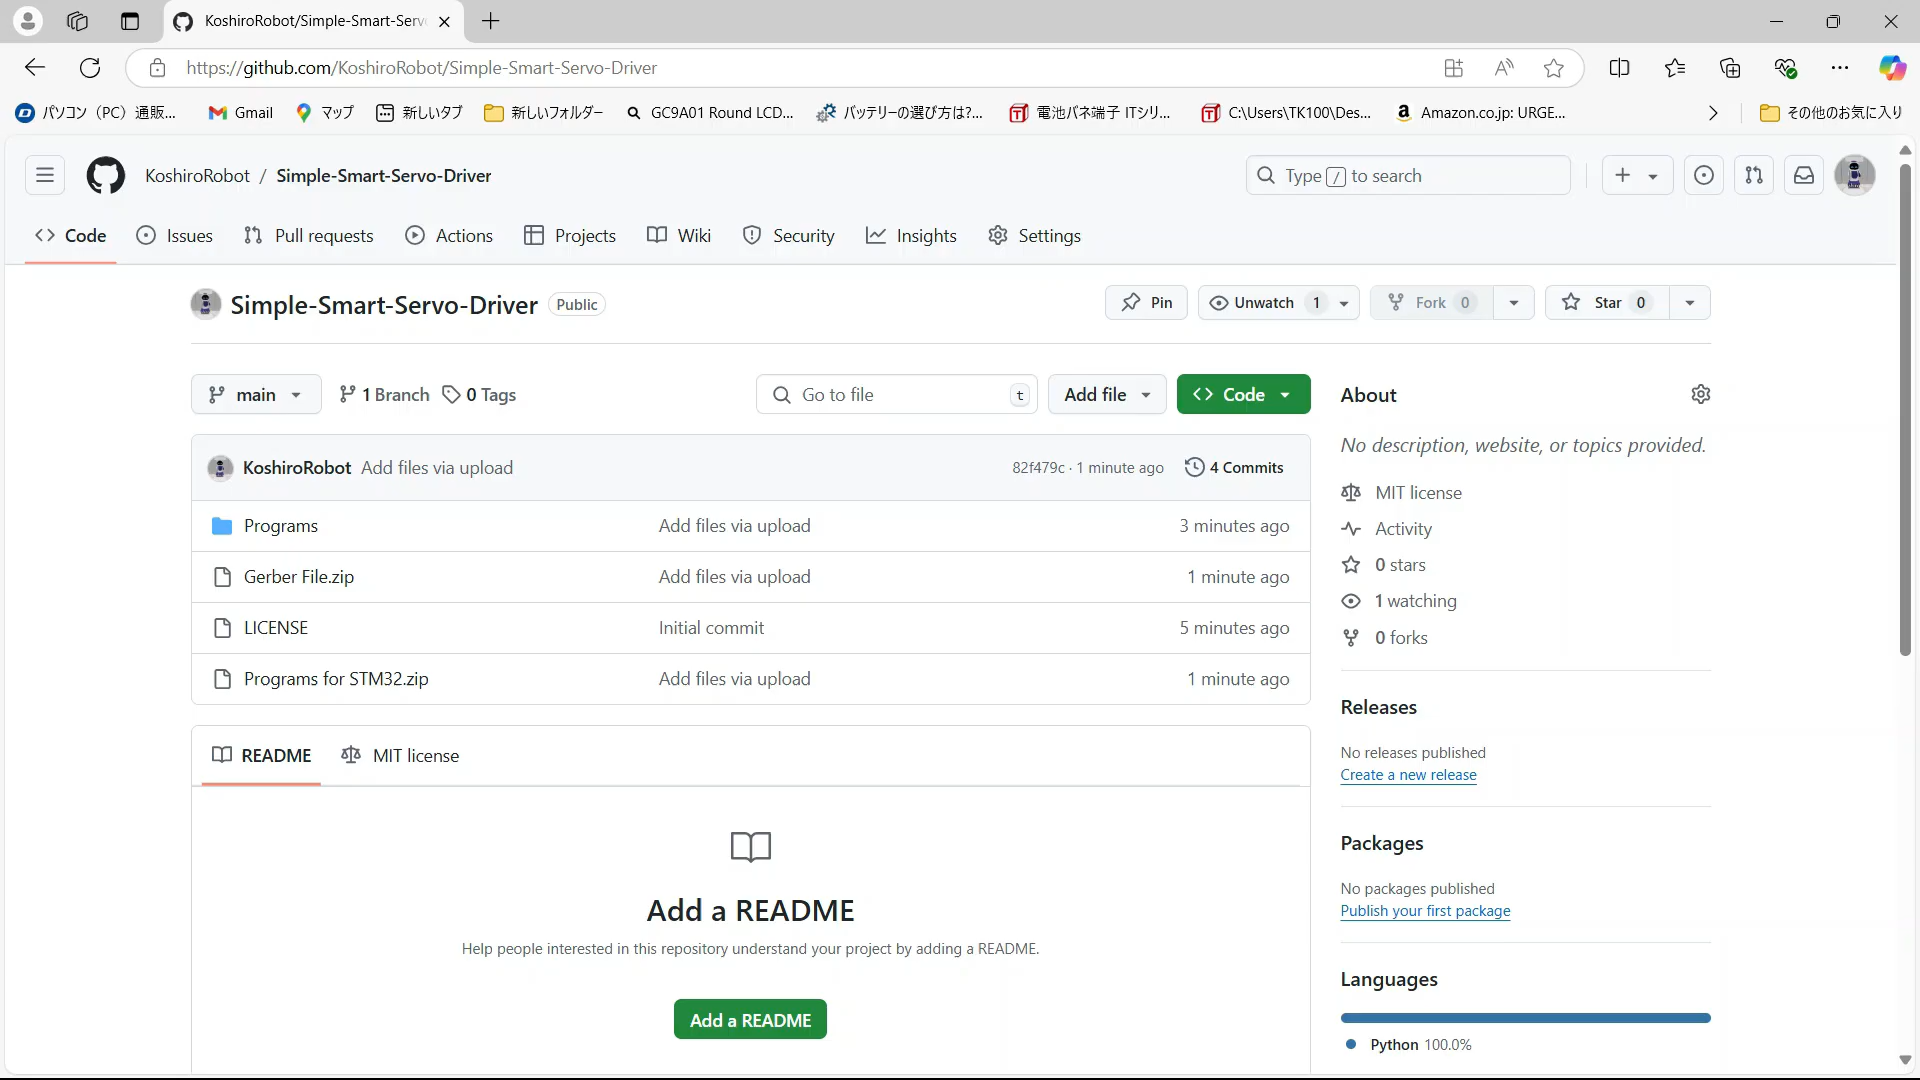 KoshiroRobot/Simple-Smart-Serv
https://github.com/KoshiroRobot/Simple-Smart-Servo-Driver
パソコン（PC）通販...
Gmail
マップ
新しいタブ
新しいフォルダー
GC9A01 Round LCD...
バッテリーの選び方は?...
電池バネ端子 ITシリ...
C:\Users\TK100\Des...
Amazon.co.jp: URGE...
その他のお気に入り
KoshiroRobot / Simple-Smart-Servo-Driver
Type / to search
Code
Issues
Pull requests
Actions
Projects
Wiki
Security
Insights
Settings
Simple-Smart-Servo-Driver
Public
Pin
Unwatch 1
Fork 0
Star 0
main
1 Branch
0 Tags
Go to file
t
Add file
Code
KoshiroRobot Add files via upload
82f479c · 1 minute ago
4 Commits
Programs
Add files via upload
3 minutes ago
Gerber File.zip
Add files via upload
1 minute ago
LICENSE
Initial commit
5 minutes ago
Programs for STM32.zip
Add files via upload
1 minute ago
README
MIT license
Add a README
Help people interested in this repository understand your project by adding a README.
Add a README
About
No description, website, or topics provided.
MIT license
Activity
0 stars
1 watching
0 forks
Releases
No releases published
Create a new release
Packages
No packages published
Publish your first package
Languages
Python 100.0%